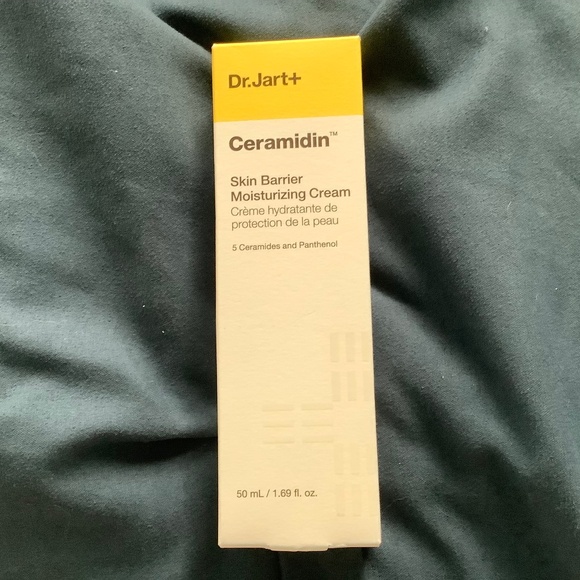 Dr.Jart+
Ceramidin™
Skin Barrier
Moisturizing Cream
Crème hydratante de
protection de la peau
5 Ceramides and Panthenol
50 mL / 1.69 fl. oz.